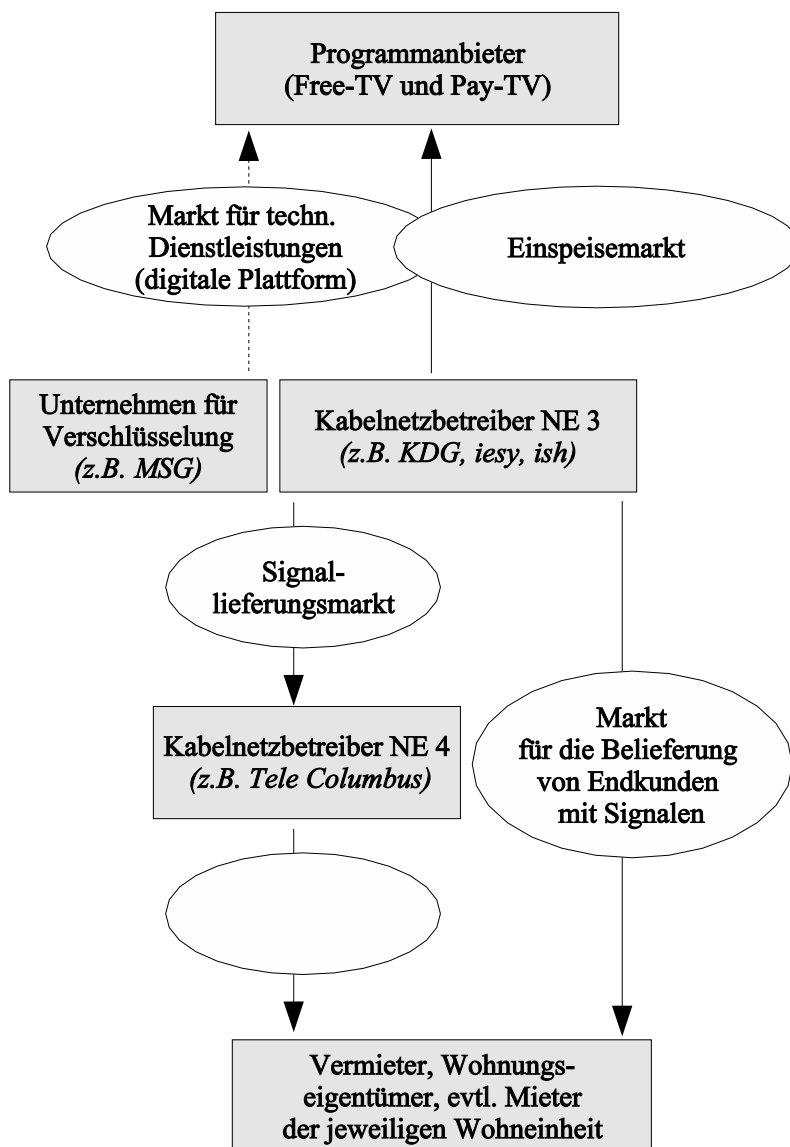 Programmanbieter
(Free-TV und Pay-TV)
Markt für techn.
Dienstleistungen
(digitale Plattform)
Einspeisemarkt
Unternehmen für
Verschlüsselung
(z.B. MSG)
Kabelnetzbetreiber NE 3
(z.B. KDG, iesy, ish)
Signal-
lieferungsmarkt
Kabelnetzbetreiber NE 4
(z.B. Tele Columbus)
Markt
für die Belieferung
von Endkunden
mit Signalen
Vermieter, Wohnungs-
eigentümer, evtl. Mieter
der jeweiligen Wohneinheit